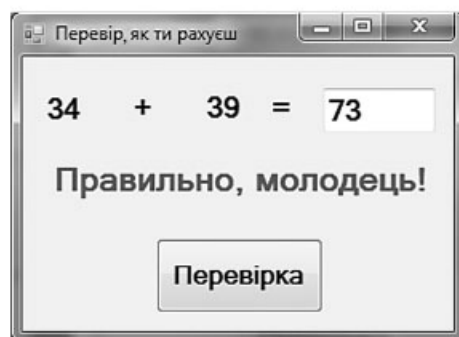 Перевір, як ти рахуєш
34 + 39 = 73
Правильно, молодець!
Перевірка